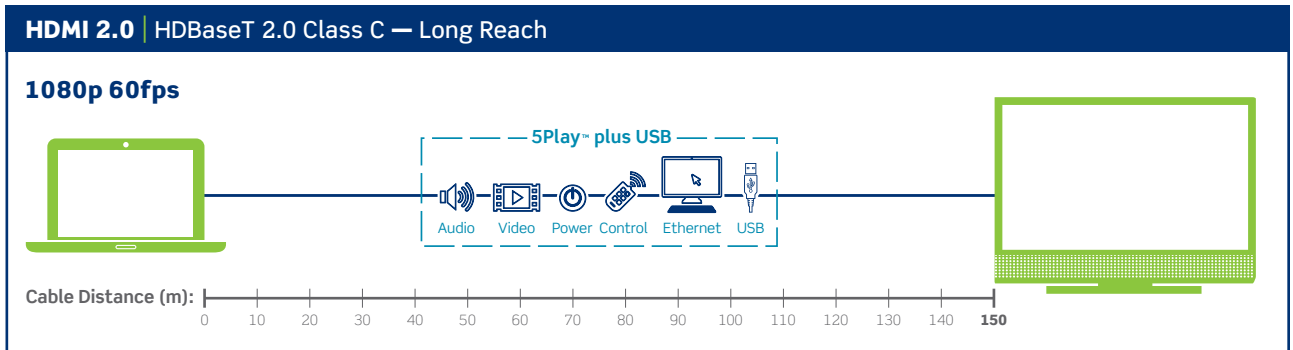 HDMI 2.0 | HDBaseT 2.0 Class C — Long Reach
1080p 60fps
5Play™ plus USB
Audio Video Power Control Ethernet USB
Cable Distance (m):
0 10 20 30 40 50 60 70 80 90 100 110 120 130 140 150